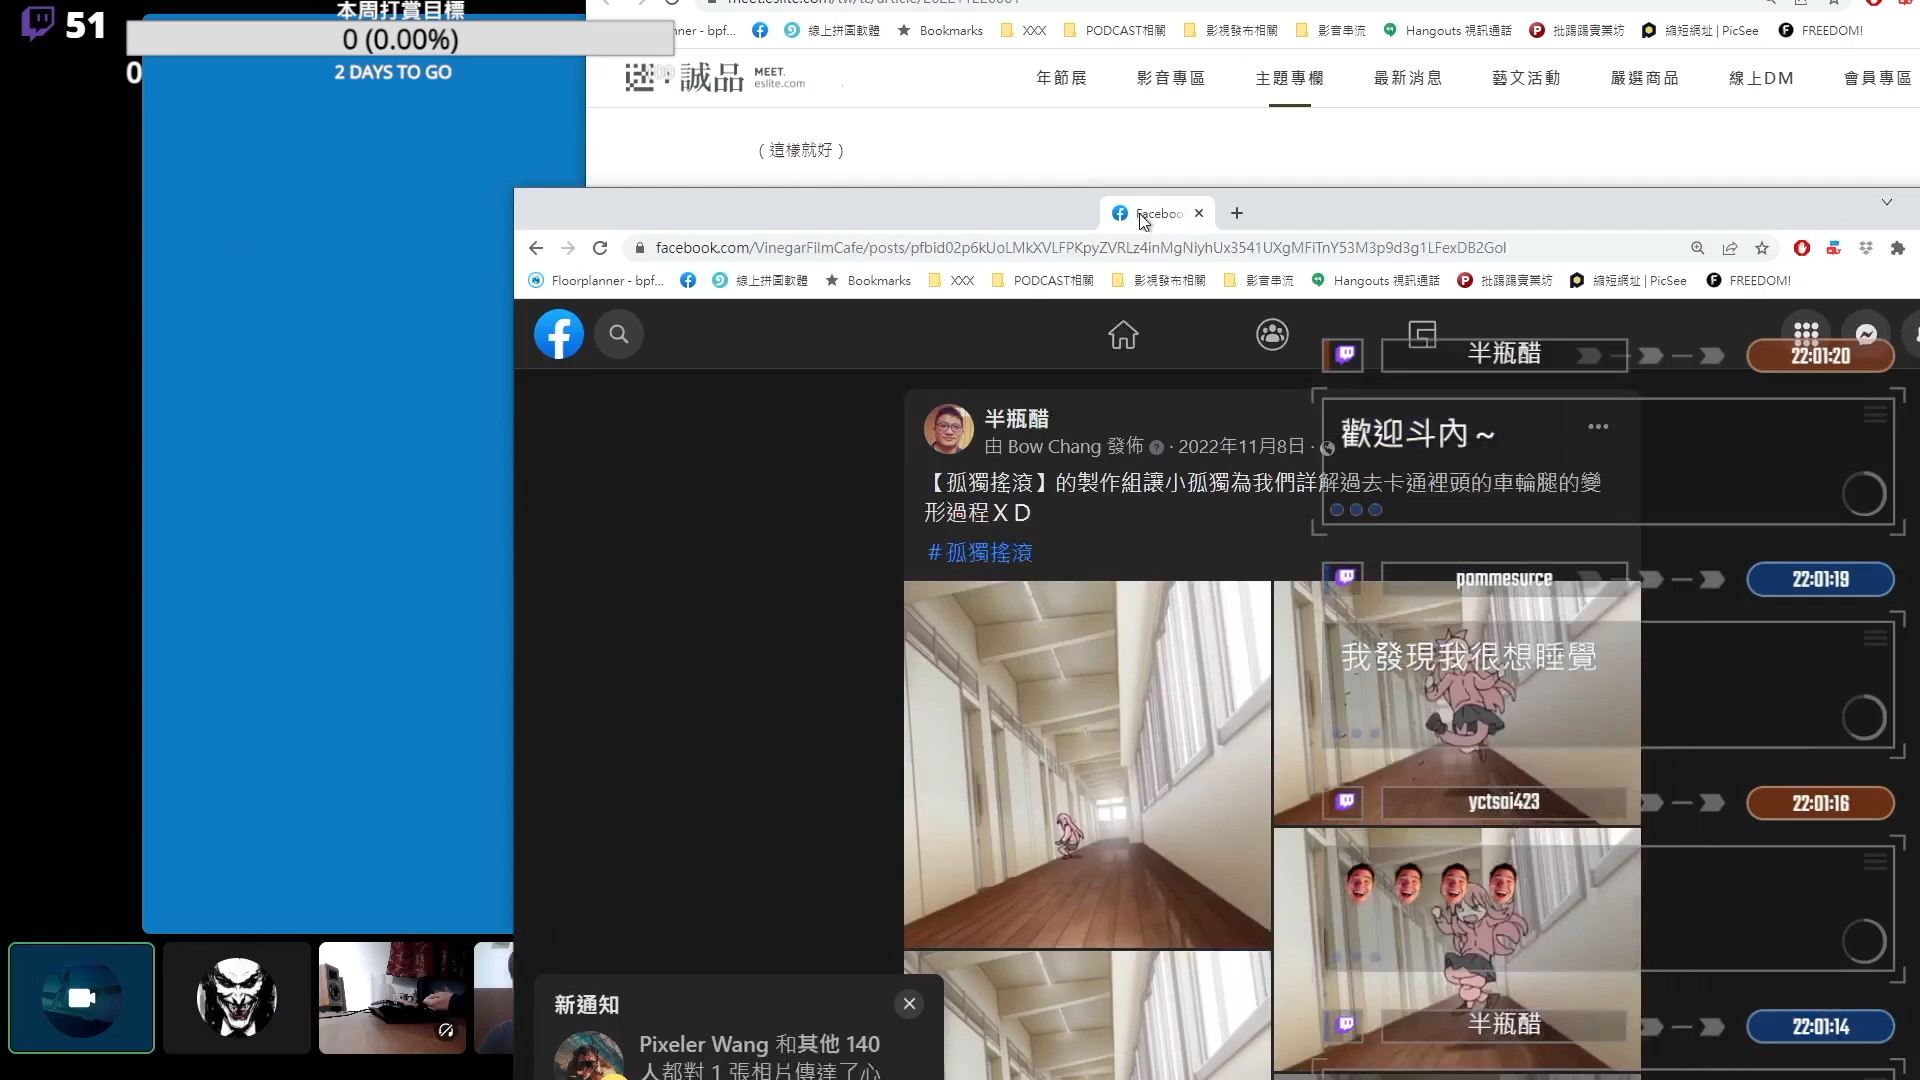 51
0
本周打賞目標
0 (0.00%)
2 DAYS TO GO
meet.eslite.com/tw/tc/article/202211220001
nner - bpf...
線上拼圖軟體
Bookmarks
XXX
PODCAST相關
影視發布相關
影音串流
Hangouts 視訊通話
批踢踢實業坊
縮短網址 | PicSee
FREEDOM!
誠品
MEET.
eslite.com
年節展
影音專區
主題專欄
最新消息
藝文活動
嚴選商品
線上DM
會員專區
（這樣就好）
Faceboo
facebook.com/VinegarFilmCafe/posts/pfbid02p6kUoLMkXVLFPKpyZVRLz4inMgNiyhUx3541UXgMFiTnY53M3p9d3g1LFexDB2Gol
Floorplanner - bpf...
線上拼圖軟體
Bookmarks
XXX
PODCAST相關
影視發布相關
影音串流
Hangouts 視訊通話
批踢踢實業坊
縮短網址 | PicSee
FREEDOM!
半瓶醋
由 Bow Chang 發佈 · 2022年11月8日 ·
【孤獨搖滾】的製作組讓小孤獨為我們詳解過去卡通裡頭的車輪腿的變
形過程ＸＤ
＃孤獨搖滾
半瓶醋
22:01:20
歡迎斗內～
pommesurce
22:01:19
我發現我很想睡覺
yctsai423
22:01:16
半瓶醋
22:01:14
新通知
Pixeler Wang 和其他 140
人都對 1 張相片傳達了心